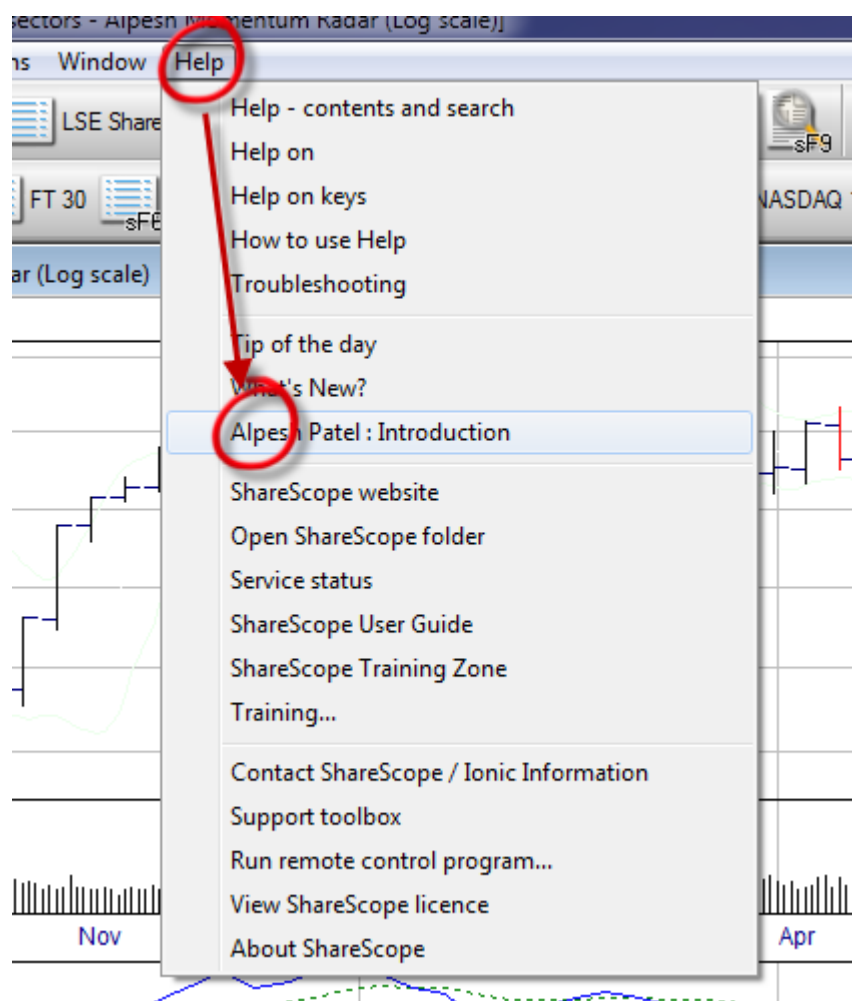 sectors - Alpesh Momentum Radar (Log scale)]
ns Window Help
LSE Share
sF9
FT 30
sF6
NASDAQ
ar (Log scale)
Help - contents and search
Help on
Help on keys
How to use Help
Troubleshooting
Tip of the day
What's New?
Alpesh Patel : Introduction
ShareScope website
Open ShareScope folder
Service status
ShareScope User Guide
ShareScope Training Zone
Training...
Contact ShareScope / Ionic Information
Support toolbox
Run remote control program...
View ShareScope licence
About ShareScope
Nov
Apr